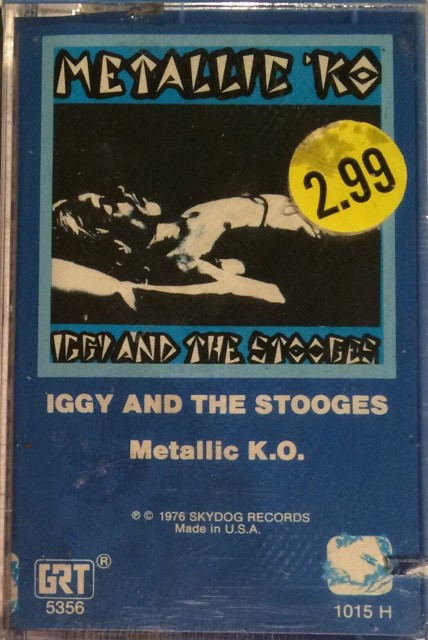 METALLIC 'KO
2.99
IGGY AND THE STOOGES
IGGY AND THE STOOGES
Metallic K.O.
℗ © 1976 SKYDOG RECORDS
Made in U.S.A.
GRT®
5356
1015 H